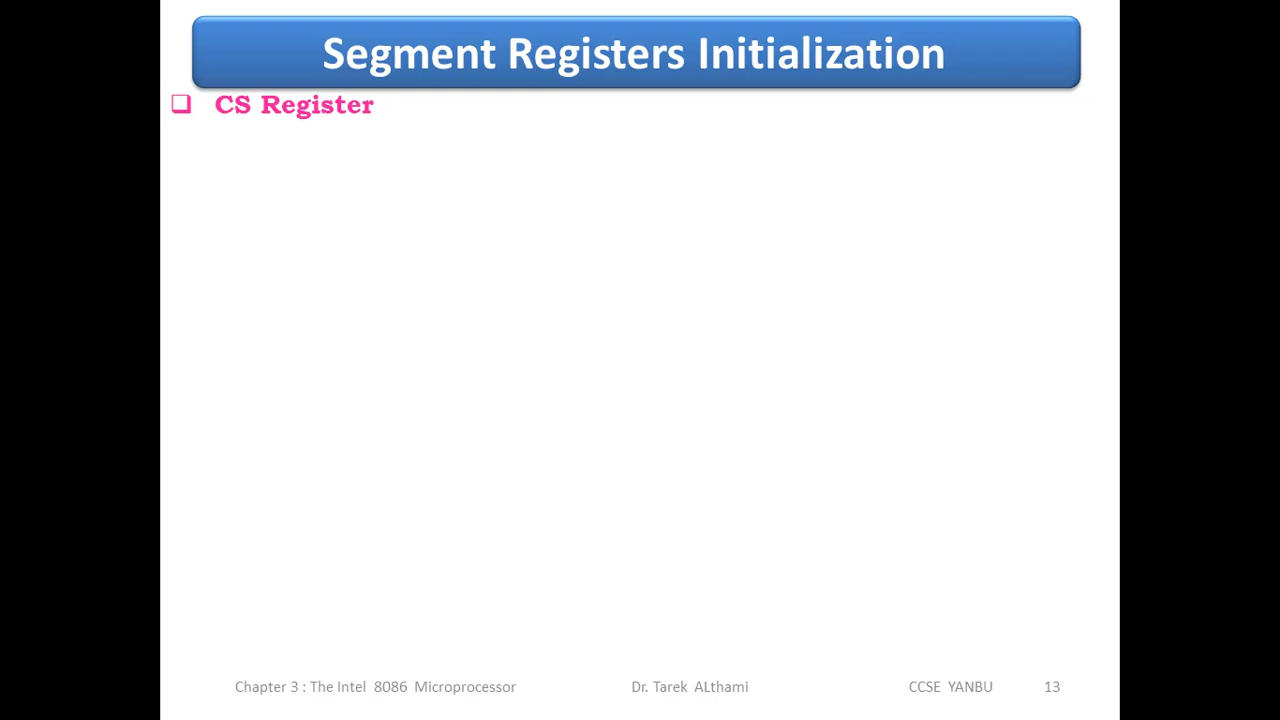 Segment Registers Initialization
❑ CS Register
Chapter 3 : The Intel 8086 Microprocessor Dr. Tarek ALthami CCSE YANBU 13